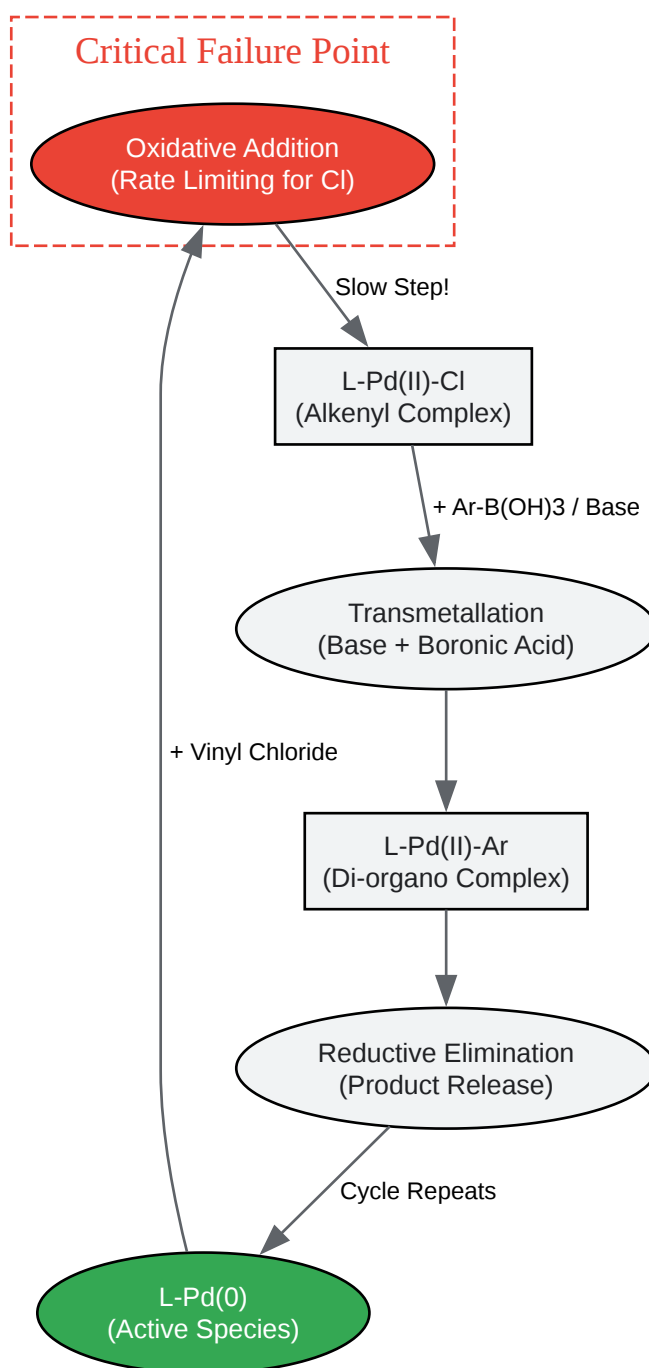 Critical Failure Point
Oxidative Addition
(Rate Limiting for Cl)
Slow Step!
L-Pd(II)-Cl
(Alkenyl Complex)
+ Ar-B(OH)3 / Base
Transmetallation
(Base + Boronic Acid)
+ Vinyl Chloride
L-Pd(II)-Ar
(Di-organo Complex)
Reductive Elimination
(Product Release)
Cycle Repeats
L-Pd(0)
(Active Species)